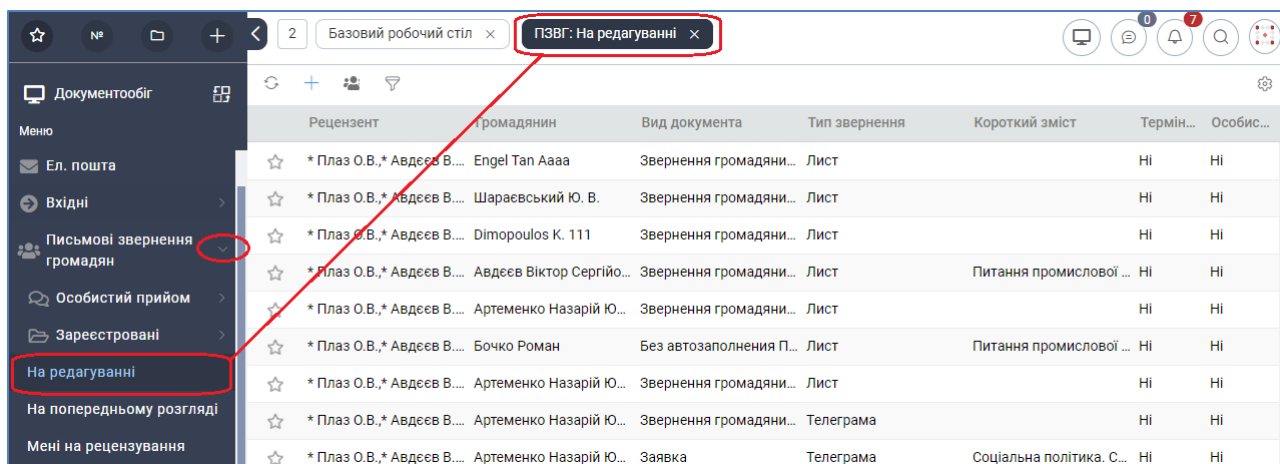 № 2 Базовий робочий стіл × ПЗВГ: На редагуванні × 0 7
Документообіг
Меню
Ел. пошта
Вхідні
Письмові звернення
громадян
Особистий прийом
Зареєстровані
На редагуванні
На попередньому розгляді
Мені на рецензування
Рецензент Громадянин Вид документа Тип звернення Короткий зміст Термін... Особис...
* Плаз О.В.,* Авдєєв В.... Engel Tan Aaaa Звернення громадяни... Лист Ні Ні
* Плаз О.В.,* Авдєєв В.... Шараєвський Ю. В. Звернення громадяни... Лист Ні Ні
* Плаз О.В.,* Авдєєв В.... Dimopoulos K. 111 Звернення громадяни... Лист Ні Ні
* Плаз О.В.,* Авдєєв В.... Авдєєв Віктор Сергійо... Звернення громадяни... Лист Питання промислової ... Ні Ні
* Плаз О.В.,* Авдєєв В.... Артеменко Назарій Ю... Звернення громадяни... Лист Ні Ні
* Плаз О.В.,* Авдєєв В.... Бочко Роман Без автозаполнения П... Лист Питання промислової ... Ні Ні
* Плаз О.В.,* Авдєєв В.... Артеменко Назарій Ю... Звернення громадяни... Лист Ні Ні
* Плаз О.В.,* Авдєєв В.... Артеменко Назарій Ю... Звернення громадяни... Телеграма Ні Ні
* Плаз О.В.,* Авдєєв В.... Артеменко Назарій Ю... Заявка Телеграма Соціальна політика. С... Ні Ні